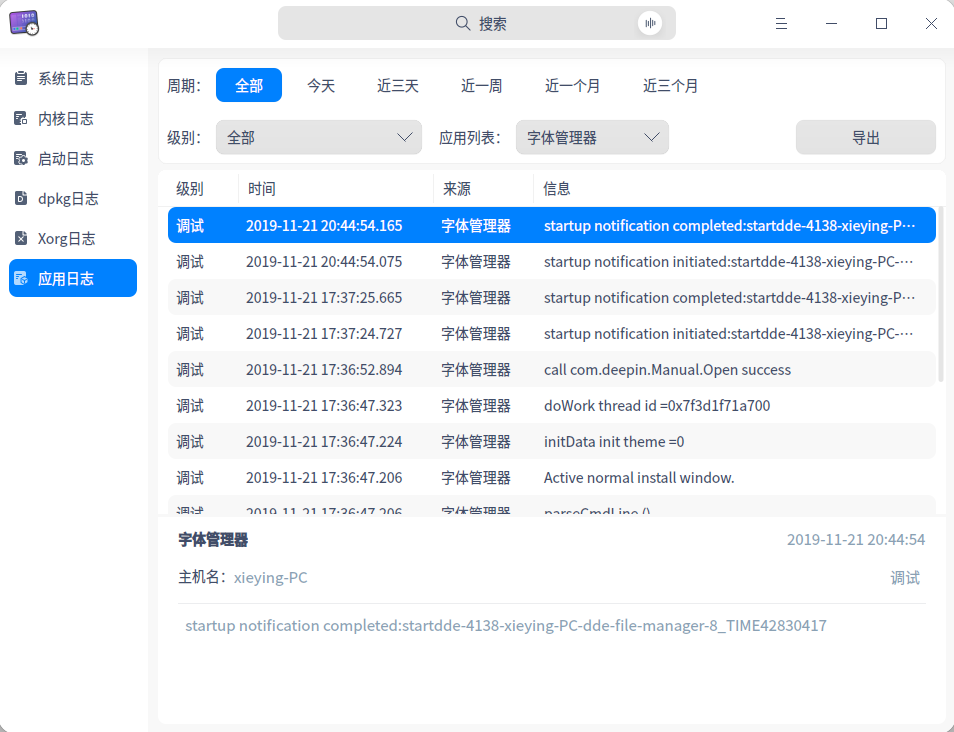 搜索
系统日志
内核日志
启动日志
dpkg日志
Xorg日志
应用日志
周期： 全部 今天 近三天 近一周 近一个月 近三个月
级别： 全部 应用列表： 字体管理器 导出
级别 时间 来源 信息
调试 2019-11-21 20:44:54.165 字体管理器 startup notification completed:startdde-4138-xieying-P···
调试 2019-11-21 20:44:54.075 字体管理器 startup notification initiated:startdde-4138-xieying-PC-···
调试 2019-11-21 17:37:25.665 字体管理器 startup notification completed:startdde-4138-xieying-P···
调试 2019-11-21 17:37:24.727 字体管理器 startup notification initiated:startdde-4138-xieying-PC-···
调试 2019-11-21 17:36:52.894 字体管理器 call com.deepin.Manual.Open success
调试 2019-11-21 17:36:47.323 字体管理器 doWork thread id =0x7f3d1f71a700
调试 2019-11-21 17:36:47.224 字体管理器 initData init theme =0
调试 2019-11-21 17:36:47.206 字体管理器 Active normal install window.
调试 2019-11-21 17:36:47.206 字体管理器 parseCmdLine ()
字体管理器 2019-11-21 20:44:54
主机名： xieying-PC 调试
startup notification completed:startdde-4138-xieying-PC-dde-file-manager-8_TIME42830417